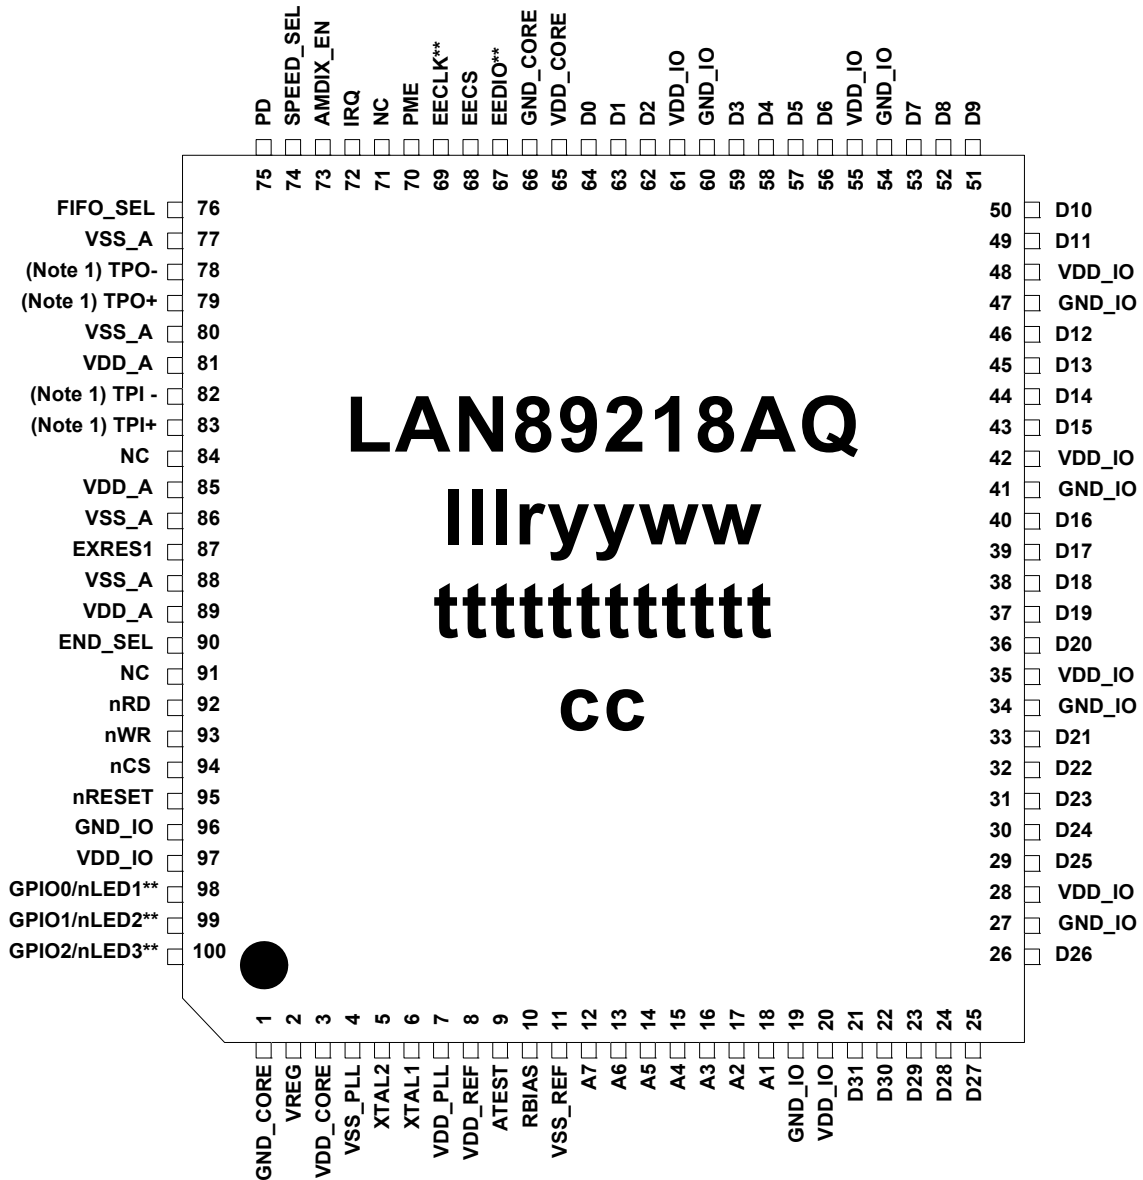 PD
SPEED_SEL
AMDIX_EN
IRQ
NC
PME
EECLK**
EECS
EEDIO**
GND_CORE
VDD_CORE
D0
D1
D2
VDD_IO
GND_IO
D3
D4
D5
D6
VDD_IO
GND_IO
D7
D8
D9
75
74
73
72
71
70
69
68
67
66
65
64
63
62
61
60
59
58
57
56
55
54
53
52
51
FIFO_SEL 76
VSS_A 77
(Note 1) TPO- 78
(Note 1) TPO+ 79
VSS_A 80
VDD_A 81
(Note 1) TPI - 82
(Note 1) TPI+ 83
NC 84
VDD_A 85
VSS_A 86
EXRES1 87
VSS_A 88
VDD_A 89
END_SEL 90
NC 91
nRD 92
nWR 93
nCS 94
nRESET 95
GND_IO 96
VDD_IO 97
GPIO0/nLED1** 98
GPIO1/nLED2** 99
GPIO2/nLED3** 100
LAN89218AQ
lllryyww
tttttttttttt
cc
50 D10
49 D11
48 VDD_IO
47 GND_IO
46 D12
45 D13
44 D14
43 D15
42 VDD_IO
41 GND_IO
40 D16
39 D17
38 D18
37 D19
36 D20
35 VDD_IO
34 GND_IO
33 D21
32 D22
31 D23
30 D24
29 D25
28 VDD_IO
27 GND_IO
26 D26
1
2
3
4
5
6
7
8
9
10
11
12
13
14
15
16
17
18
19
20
21
22
23
24
25
GND_CORE
VREG
VDD_CORE
VSS_PLL
XTAL2
XTAL1
VDD_PLL
VDD_REF
ATEST
RBIAS
VSS_REF
A7
A6
A5
A4
A3
A2
A1
GND_IO
VDD_IO
D31
D30
D29
D28
D27